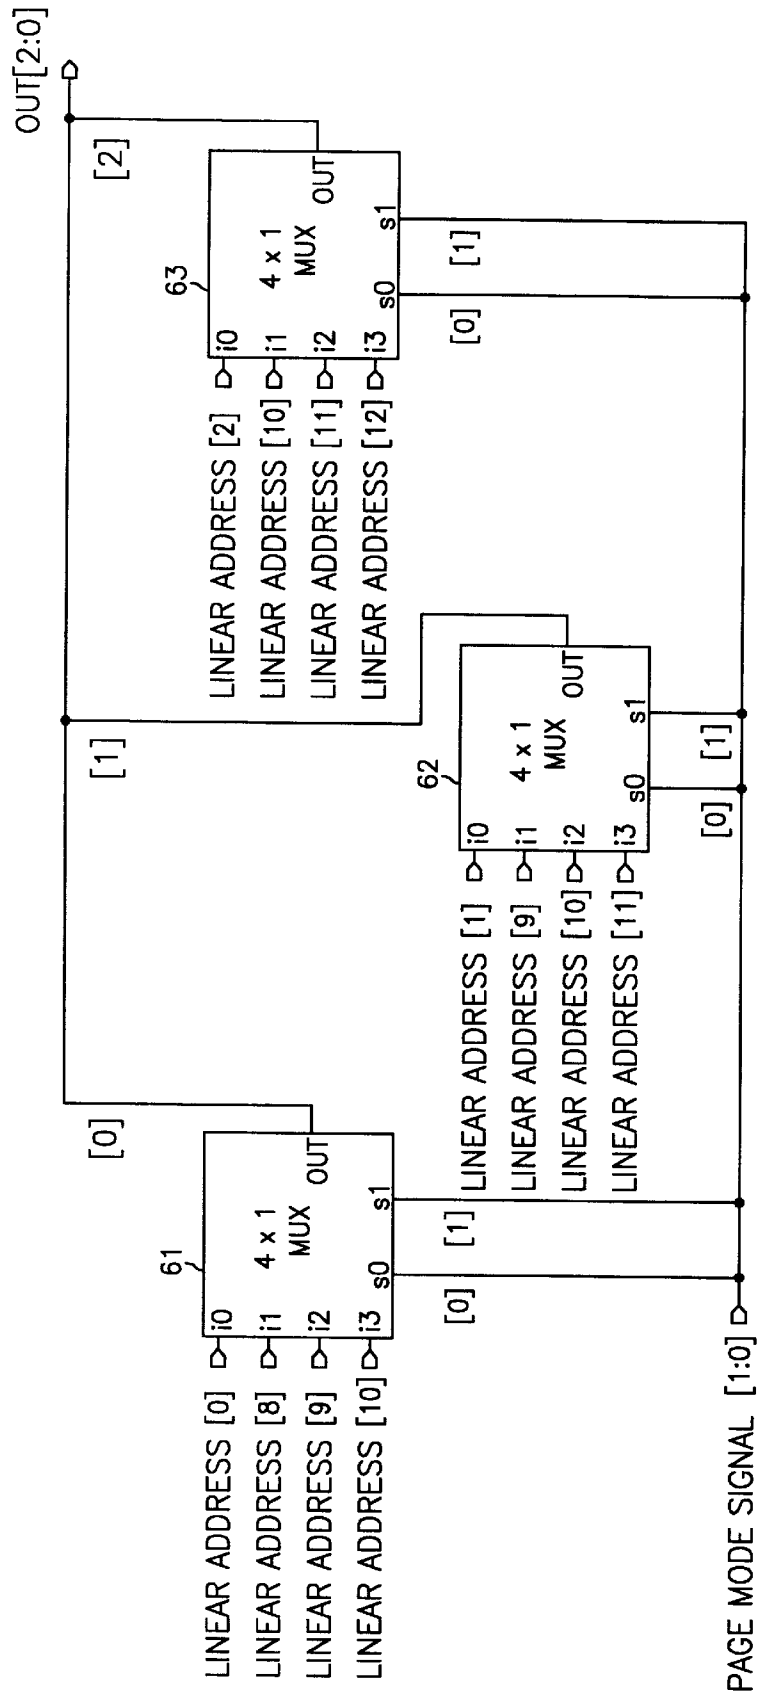 OUT[2:0]
[0]
[1]
[2]
61
4 x 1
MUX
OUT
i0
i1
i2
i3
s0
s1
LINEAR ADDRESS [0]
LINEAR ADDRESS [8]
LINEAR ADDRESS [9]
LINEAR ADDRESS [10]
[0]
[1]
62
4 x 1
MUX
OUT
i0
i1
i2
i3
s0
s1
LINEAR ADDRESS [1]
LINEAR ADDRESS [9]
LINEAR ADDRESS [10]
LINEAR ADDRESS [11]
[0]
[1]
63
4 x 1
MUX
OUT
i0
i1
i2
i3
s0
s1
LINEAR ADDRESS [2]
LINEAR ADDRESS [10]
LINEAR ADDRESS [11]
LINEAR ADDRESS [12]
[0]
[1]
PAGE MODE SIGNAL [1:0]